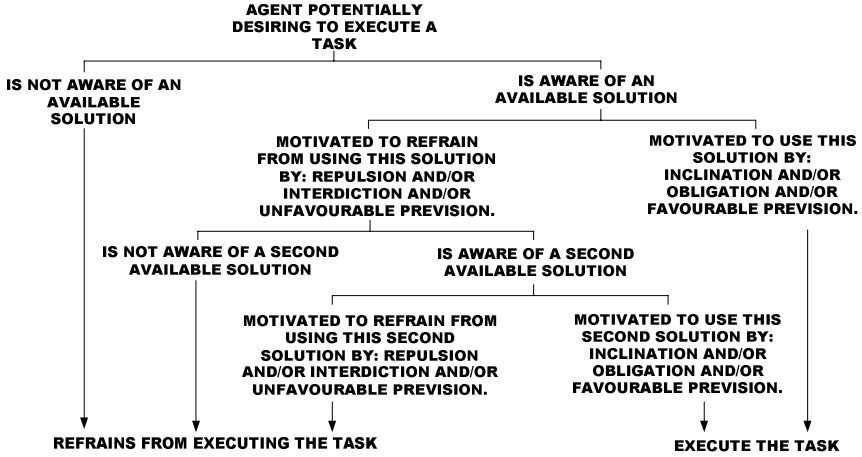 AGENT POTENTIALLY
DESIRING TO EXECUTE A
TASK
IS NOT AWARE OF AN
AVAILABLE
SOLUTION
IS AWARE OF AN
AVAILABLE SOLUTION
MOTIVATED TO REFRAIN
FROM USING THIS SOLUTION
BY: REPULSION AND/OR
INTERDICTION AND/OR
UNFAVOURABLE PREVISION.
MOTIVATED TO USE THIS
SOLUTION BY:
INCLINATION AND/OR
OBLIGATION AND/OR
FAVOURABLE PREVISION.
IS NOT AWARE OF A SECOND
AVAILABLE SOLUTION
IS AWARE OF A SECOND
AVAILABLE SOLUTION
MOTIVATED TO REFRAIN FROM
USING THIS SECOND
SOLUTION BY: REPULSION
AND/OR INTERDICTION AND/OR
UNFAVOURABLE PREVISION.
MOTIVATED TO USE THIS
SECOND SOLUTION BY:
INCLINATION AND/OR
OBLIGATION AND/OR
FAVOURABLE PREVISION.
REFRAINS FROM EXECUTING THE TASK
EXECUTE THE TASK